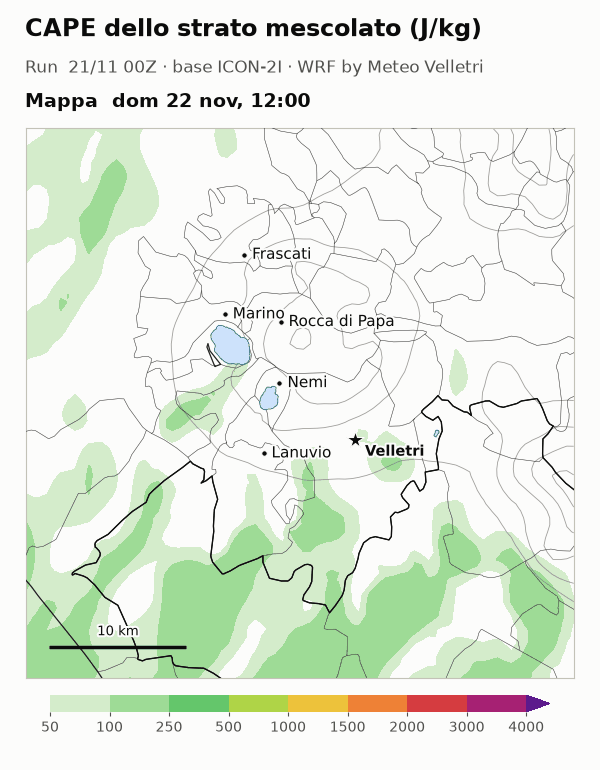 CAPE dello strato mescolato (J/kg)
Run  21/11 00Z · base ICON-2I · WRF by Meteo Velletri
Mappa  dom 22 nov, 12:00
Frascati
Marino
Rocca di Papa
Nemi
Velletri
Lanuvio
10 km
50 100 250 500 1000 1500 2000 3000 4000